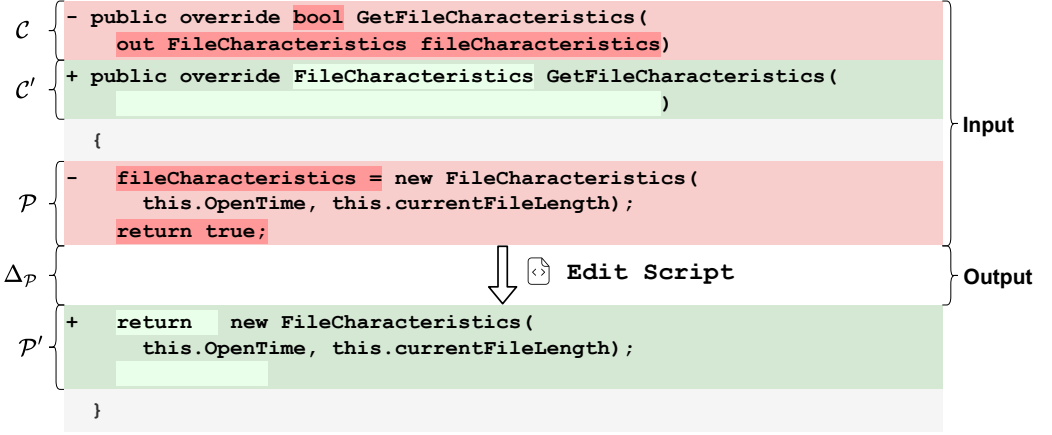 C
- public override bool GetFileCharacteristics(
out FileCharacteristics fileCharacteristics)
C′
+ public override FileCharacteristics GetFileCharacteristics(
)
Input
{
P
- fileCharacteristics = new FileCharacteristics(
this.OpenTime, this.currentFileLength);
return true;
Δ_P
<> Edit Script
Output
P′
+ return new FileCharacteristics(
this.OpenTime, this.currentFileLength);
}